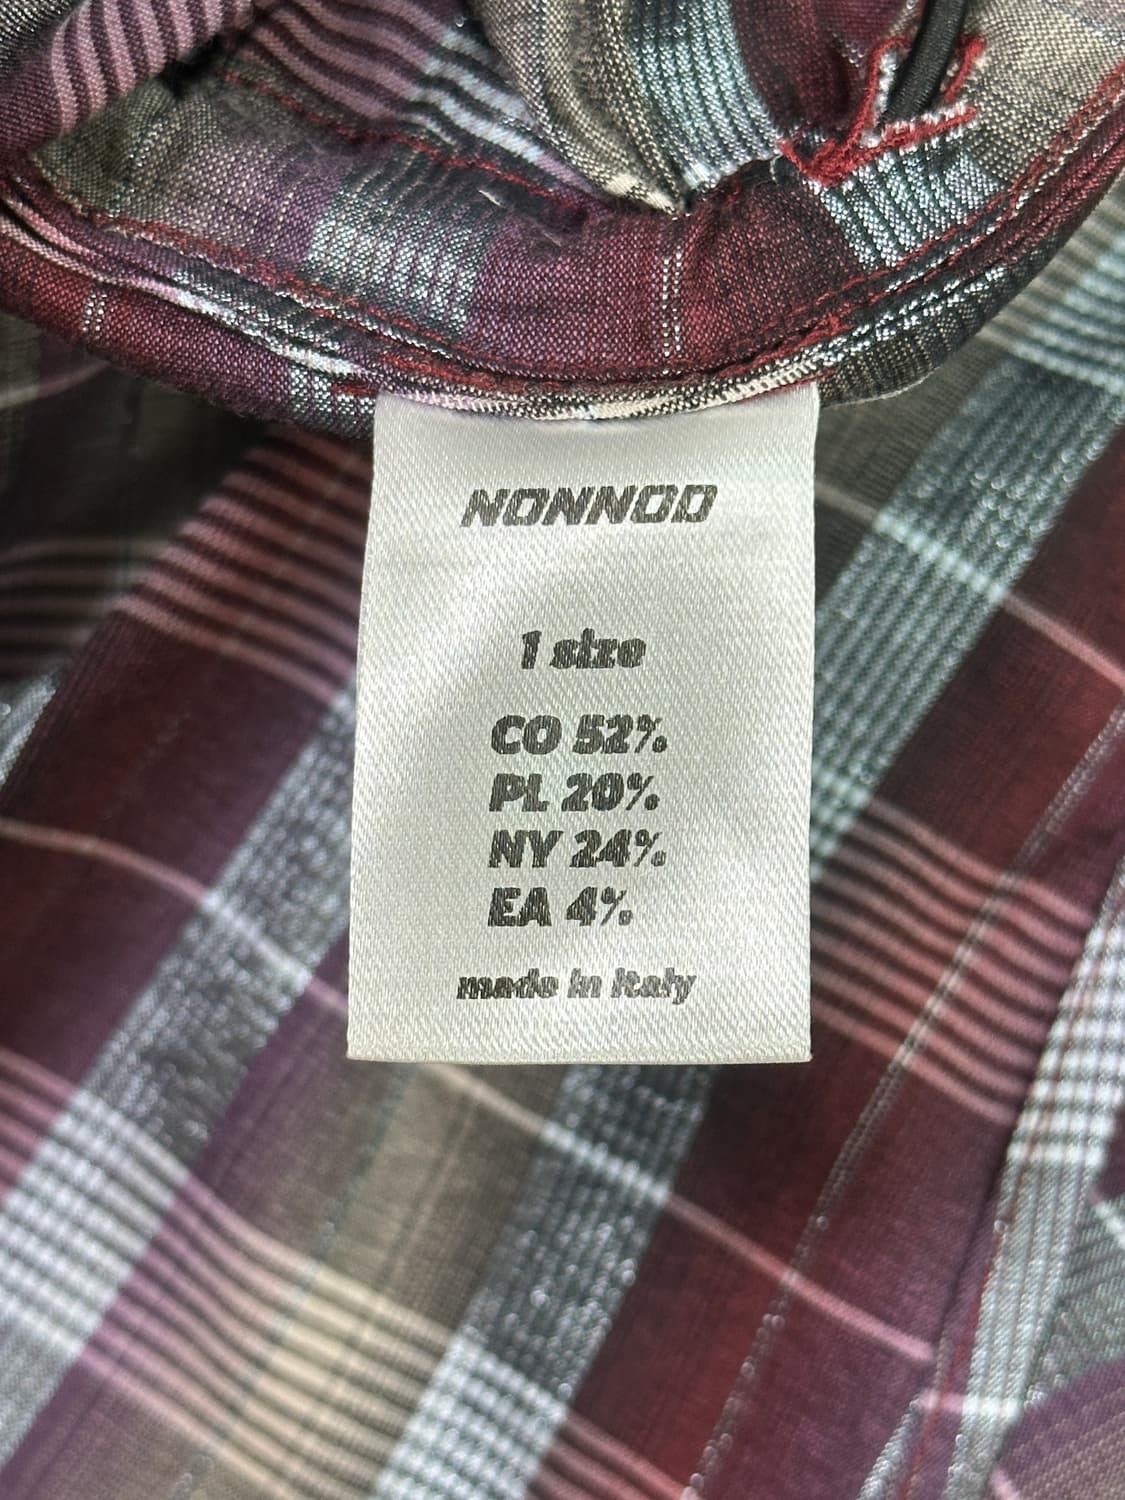 NONNOD
1 size
CO 52%
PL 20%
NY 24%
EA 4%
made in Italy